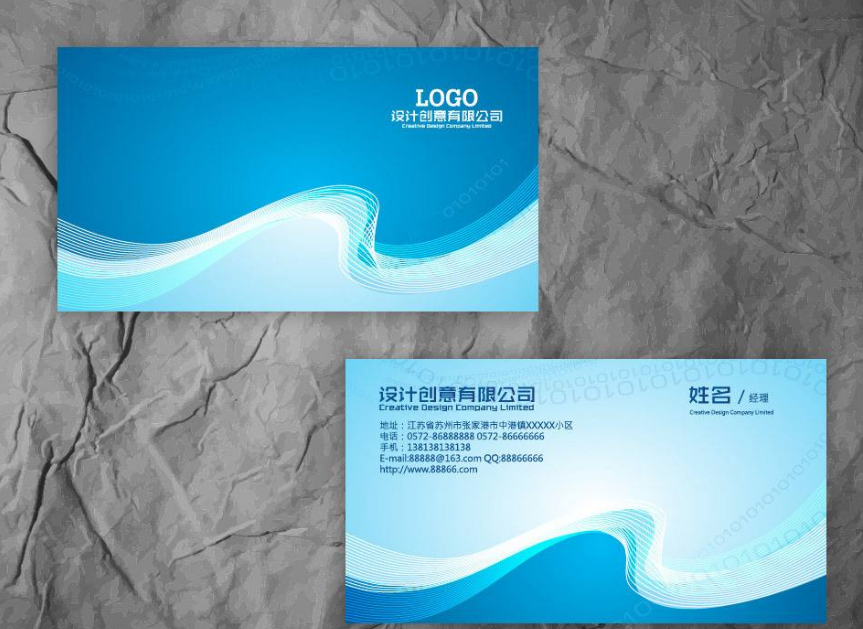 LOGO
设计创意有限公司
Creative Design Company Limited
01010101
设计创意有限公司
Creative Design Company Limited
姓名 / 经理
Creative Design Company Limited
地址：江苏省苏州市张家港市中港镇XXXXX小区
电话：0572-86888888 0572-86666666
手机：138138138138
E-mail:88888@163.com QQ:88866666
http://www.88866.com